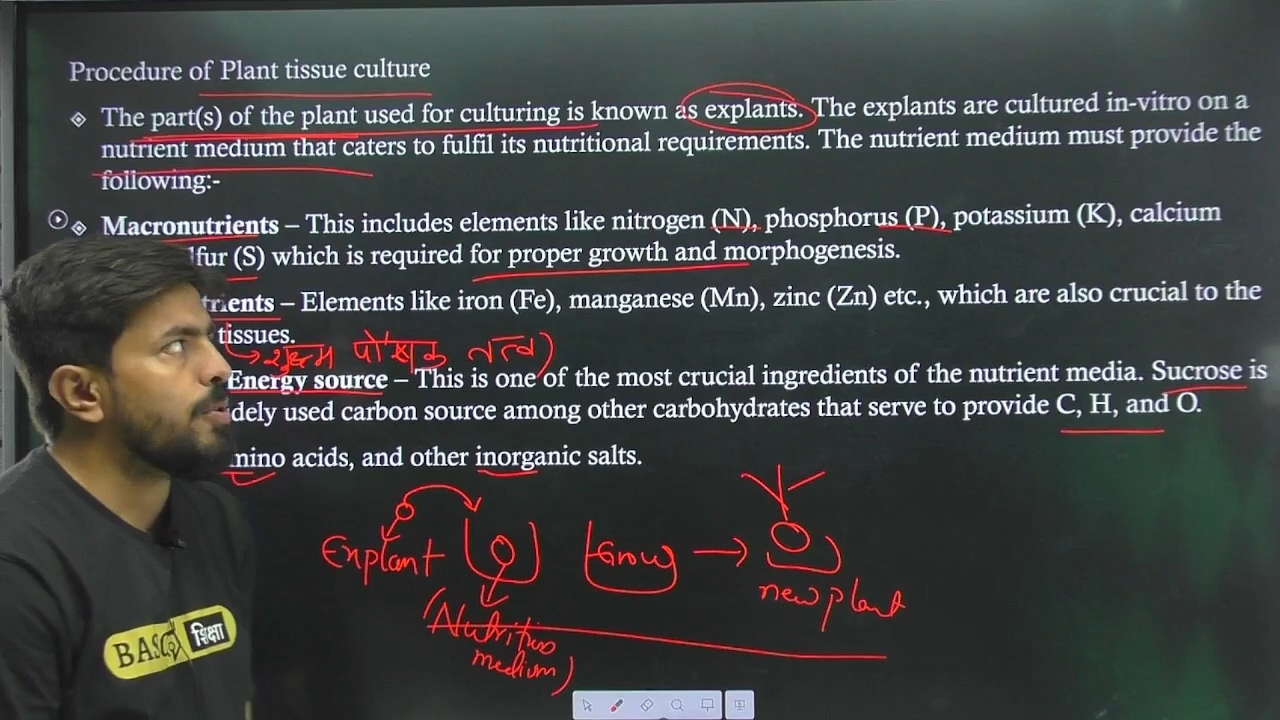 Procedure of Plant tissue culture
The part(s) of the plant used for culturing is known as explants. The explants are cultured in-vitro on a
nutrient medium that caters to fulfil its nutritional requirements. The nutrient medium must provide the
following:-
Macronutrients – This includes elements like nitrogen (N), phosphorus (P), potassium (K), calcium
lfur (S) which is required for proper growth and morphogenesis.
rients – Elements like iron (Fe), manganese (Mn), zinc (Zn) etc., which are also crucial to the
tissues.
पोषक तत्व)
Energy source – This is one of the most crucial ingredients of the nutrient media. Sucrose is
dely used carbon source among other carbohydrates that serve to provide C, H, and O.
mino acids, and other inorganic salts.
Explant
Grow
new plant
(Nutritive
medium)
BASIC शिक्षा